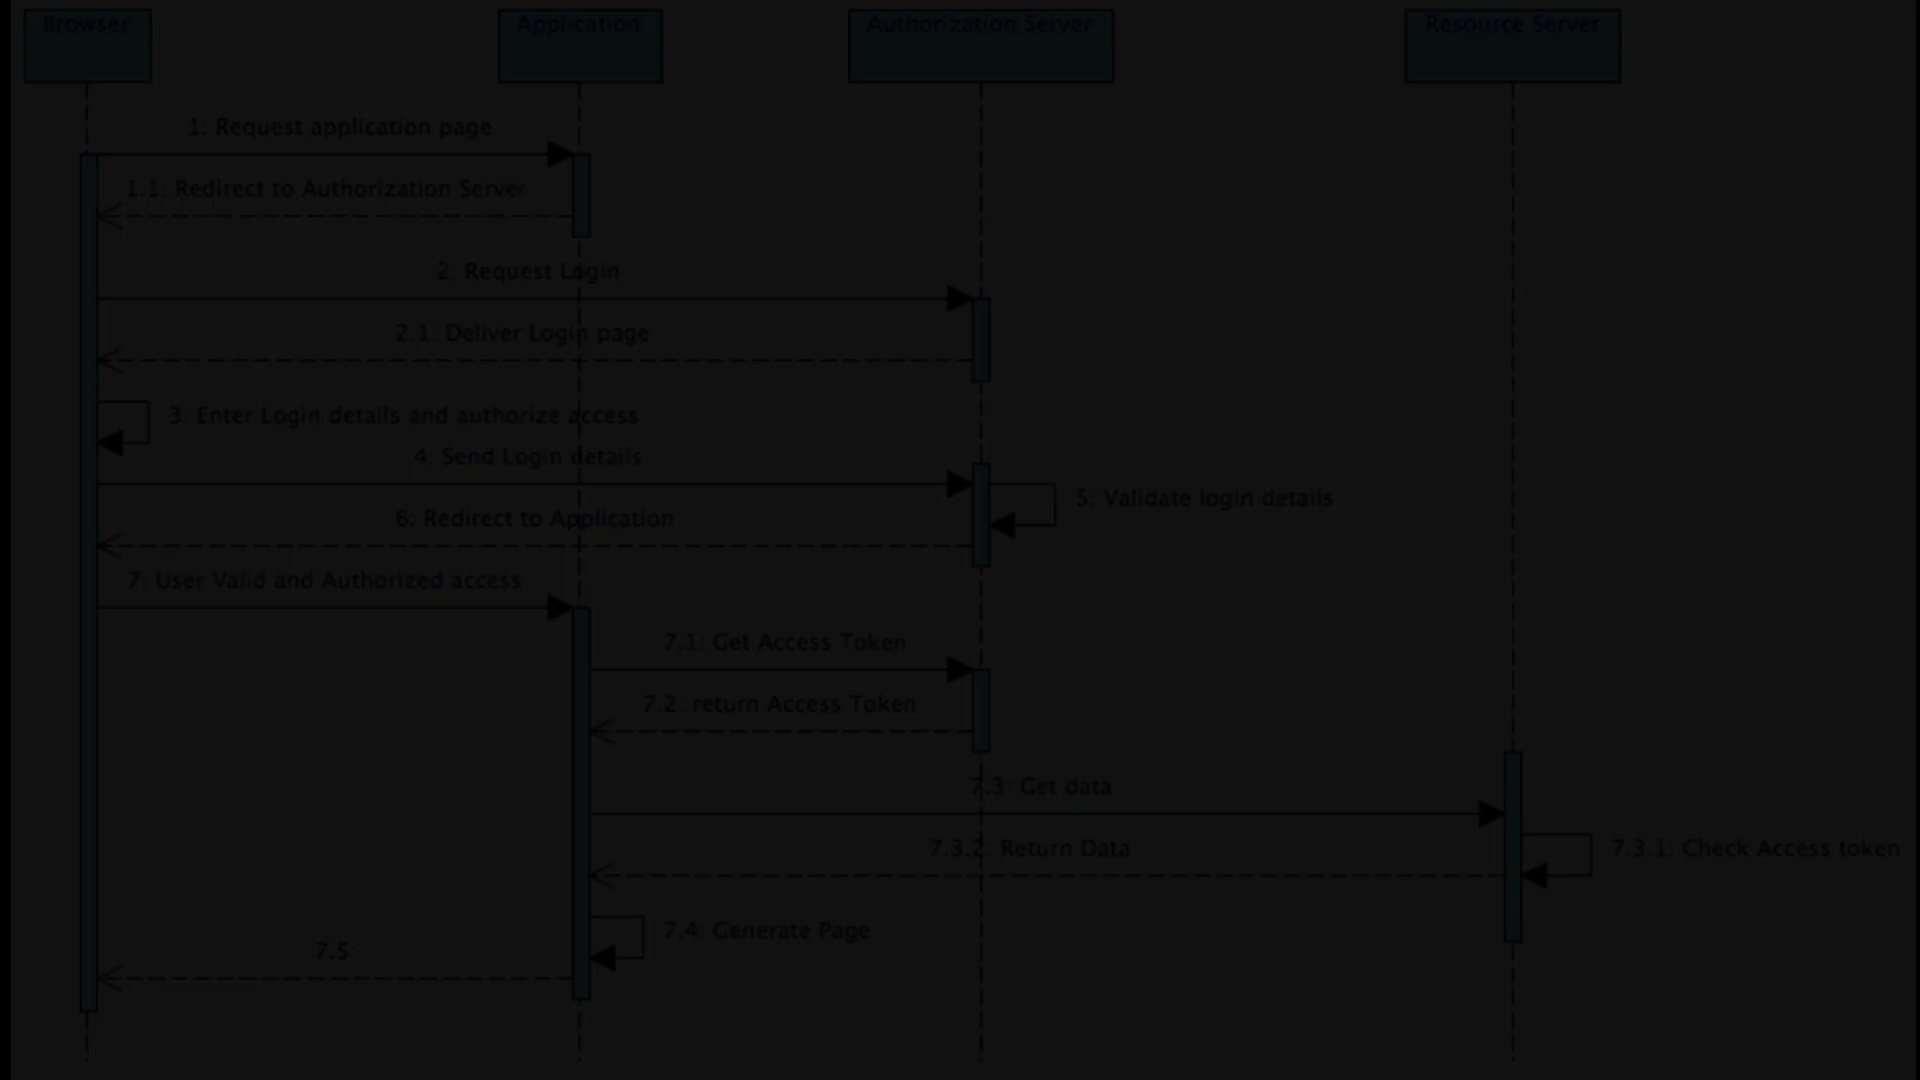 Browser
Application
Authorization Server
Resource Server
1: Request application page
1.1: Redirect to Authorization Server
2: Request Login
2.1: Deliver Login page
3: Enter Login details and authorize access
4: Send Login details
5: Validate login details
6: Redirect to Application
7: User Valid and Authorized access
7.1: Get Access Token
7.2: return Access Token
7.3: Get data
7.3.2: Return Data
7.3.1: Check Access token
7.4: Generate Page
7.5: